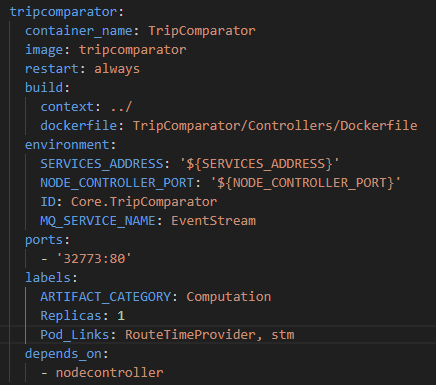 tripcomparator:
  container_name: TripComparator
  image: tripcomparator
  restart: always
  build:
    context: ../
    dockerfile: TripComparator/Controllers/Dockerfile
  environment:
    SERVICES_ADDRESS: '${SERVICES_ADDRESS}'
    NODE_CONTROLLER_PORT: '${NODE_CONTROLLER_PORT}'
    ID: Core.TripComparator
    MQ_SERVICE_NAME: EventStream
  ports:
    - '32773:80'
  labels:
    ARTIFACT_CATEGORY: Computation
    Replicas: 1
    Pod_Links: RouteTimeProvider, stm
  depends_on:
    - nodecontroller